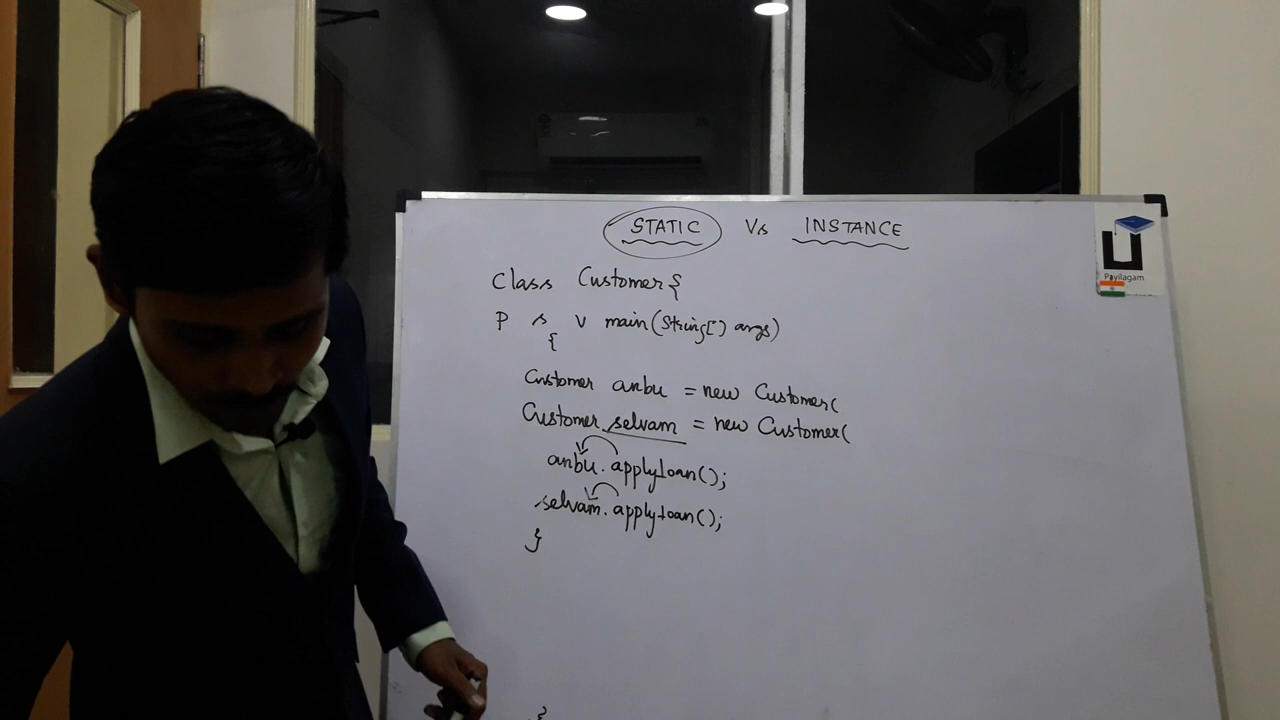 STATIC Vs INSTANCE
Payilagam
Class Customer {
P s v main(String[] args)
{
Customer anbu = new Customer(
Customer selvam = new Customer(
anbu.applyLoan();
selvam.applyLoan();
}
}